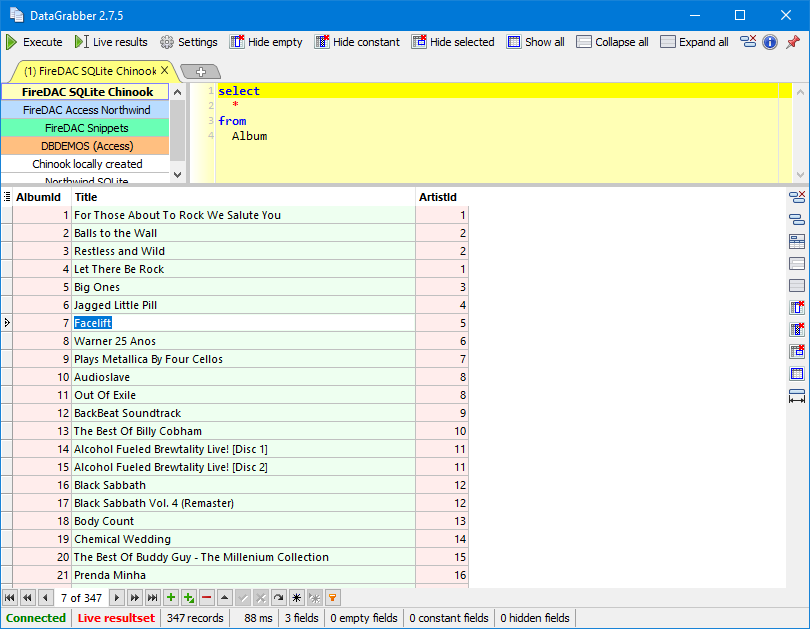 DataGrabber 2.7.5
Execute Live results Settings Hide empty Hide constant Hide selected Show all Collapse all Expand all
(1) FireDAC SQLite Chinook
FireDAC SQLite Chinook
FireDAC Access Northwind
FireDAC Snippets
DBDEMOS (Access)
Chinook locally created
Northwind SQLite
1 select
2 *
3 from
4 Album
AlbumId Title ArtistId
1 For Those About To Rock We Salute You 1
2 Balls to the Wall 2
3 Restless and Wild 2
4 Let There Be Rock 1
5 Big Ones 3
6 Jagged Little Pill 4
7 Facelift 5
8 Warner 25 Anos 6
9 Plays Metallica By Four Cellos 7
10 Audioslave 8
11 Out Of Exile 8
12 BackBeat Soundtrack 9
13 The Best Of Billy Cobham 10
14 Alcohol Fueled Brewtality Live! [Disc 1] 11
15 Alcohol Fueled Brewtality Live! [Disc 2] 11
16 Black Sabbath 12
17 Black Sabbath Vol. 4 (Remaster) 12
18 Body Count 13
19 Chemical Wedding 14
20 The Best Of Buddy Guy - The Millenium Collection 15
21 Prenda Minha 16
7 of 347
Connected Live resultset 347 records 88 ms 3 fields 0 empty fields 0 constant fields 0 hidden fields